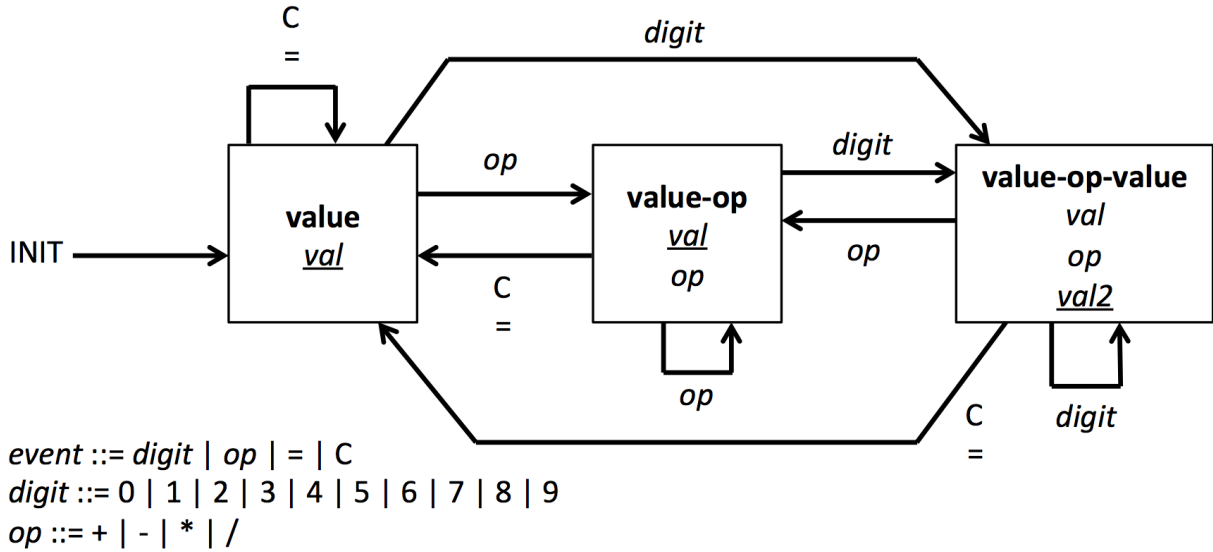 C
=
digit
op
digit
INIT
value
val
C
=
value-op
val
op
op
op
value-op-value
val
op
val2
C
=
digit
event ::= digit | op | = | C
digit ::= 0 | 1 | 2 | 3 | 4 | 5 | 6 | 7 | 8 | 9
op ::= + | - | * | /